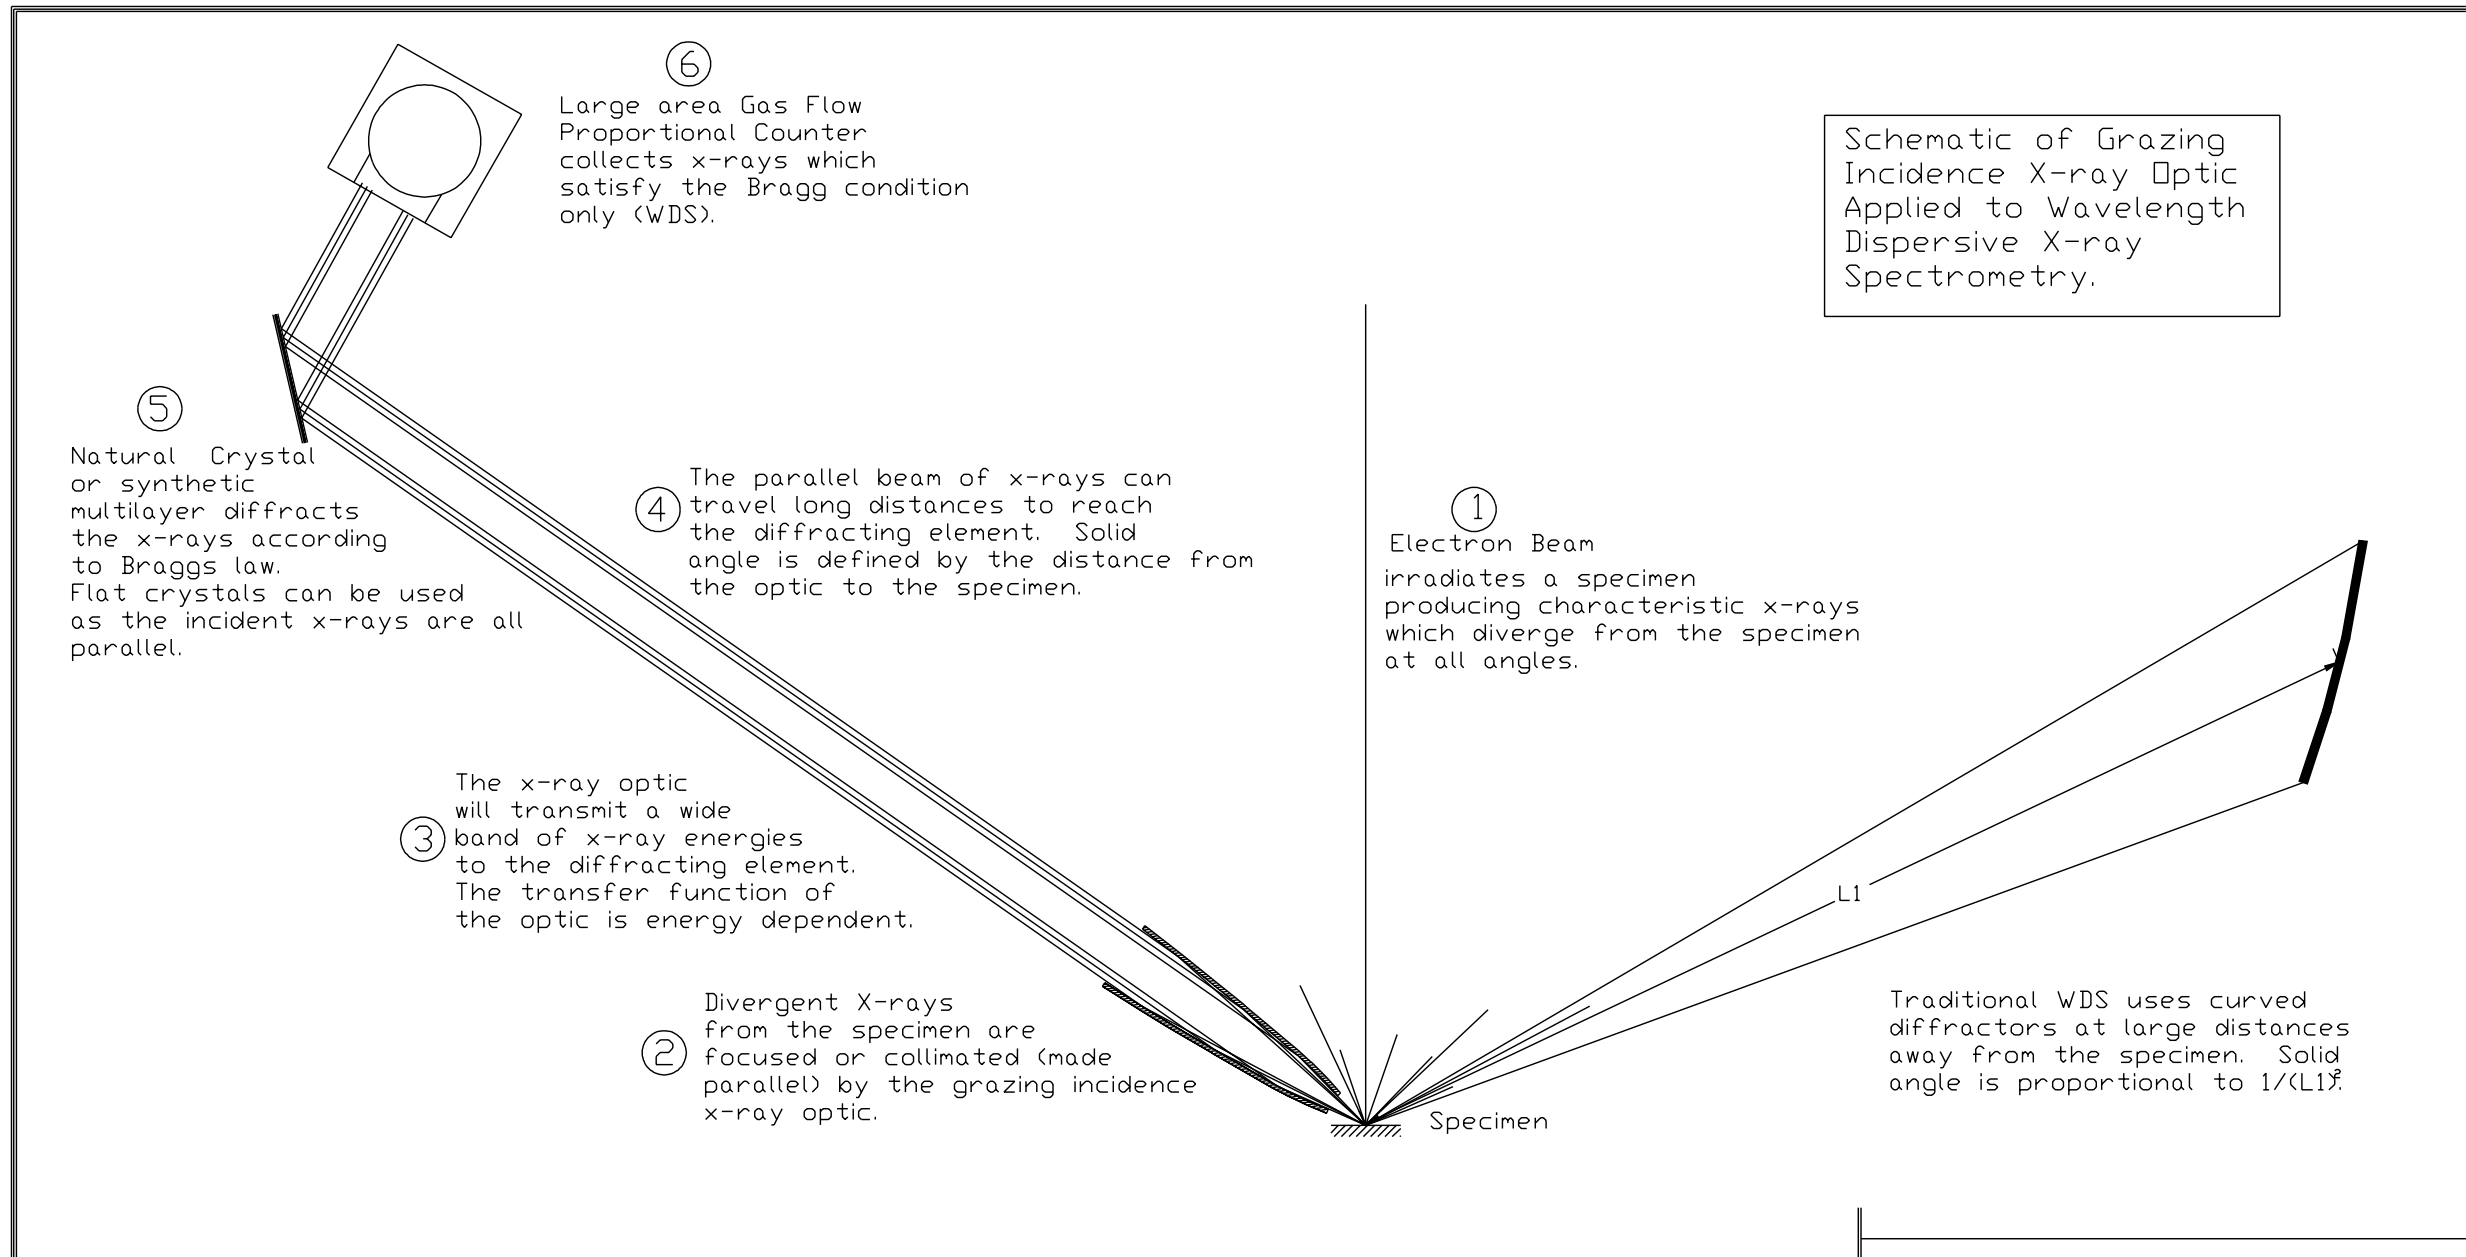 Schematic of Grazing
Incidence X-ray Optic
Applied to Wavelength
Dispersive X-ray
Spectrometry.
1
Electron Beam
irradiates a specimen
producing characteristic x-rays
which diverge from the specimen
at all angles.
2
Divergent X-rays
from the specimen are
focused or collimated (made
parallel) by the grazing incidence
x-ray optic.
3
The x-ray optic
will transmit a wide
band of x-ray energies
to the diffracting element.
The transfer function of
the optic is energy dependent.
4
The parallel beam of x-rays can
travel long distances to reach
the diffracting element. Solid
angle is defined by the distance from
the optic to the specimen.
5
Natural Crystal
or synthetic
multilayer diffracts
the x-rays according
to Braggs law.
Flat crystals can be used
as the incident x-rays are all
parallel.
6
Large area Gas Flow
Proportional Counter
collects x-rays which
satisfy the Bragg condition
only (WDS).
L1
Traditional WDS uses curved
diffractors at large distances
away from the specimen. Solid
angle is proportional to 1/(L1)².
Specimen